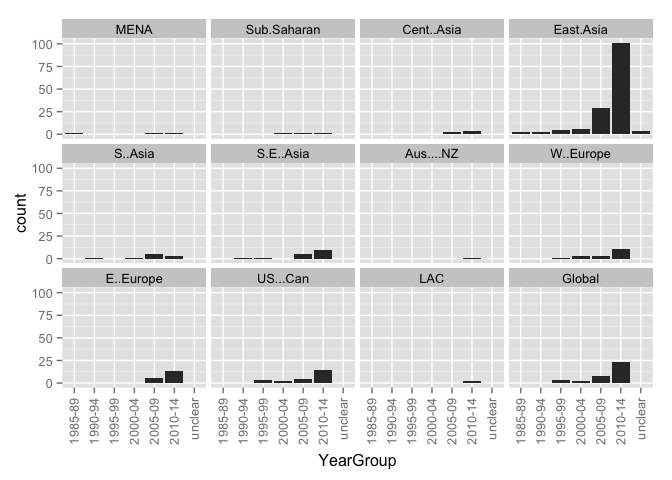 MENA Sub.Saharan Cent..Asia East.Asia
100
75
50
25
0
S..Asia S.E..Asia Aus....NZ W..Europe
100
75
50
25
0
count
E..Europe US...Can LAC Global
100
75
50
25
0
1985-89 1990-94 1995-99 2000-04 2005-09 2010-14 unclear 1985-89 1990-94 1995-99 2000-04 2005-09 2010-14 unclear 1985-89 1990-94 1995-99 2000-04 2005-09 2010-14 unclear 1985-89 1990-94 1995-99 2000-04 2005-09 2010-14 unclear
YearGroup